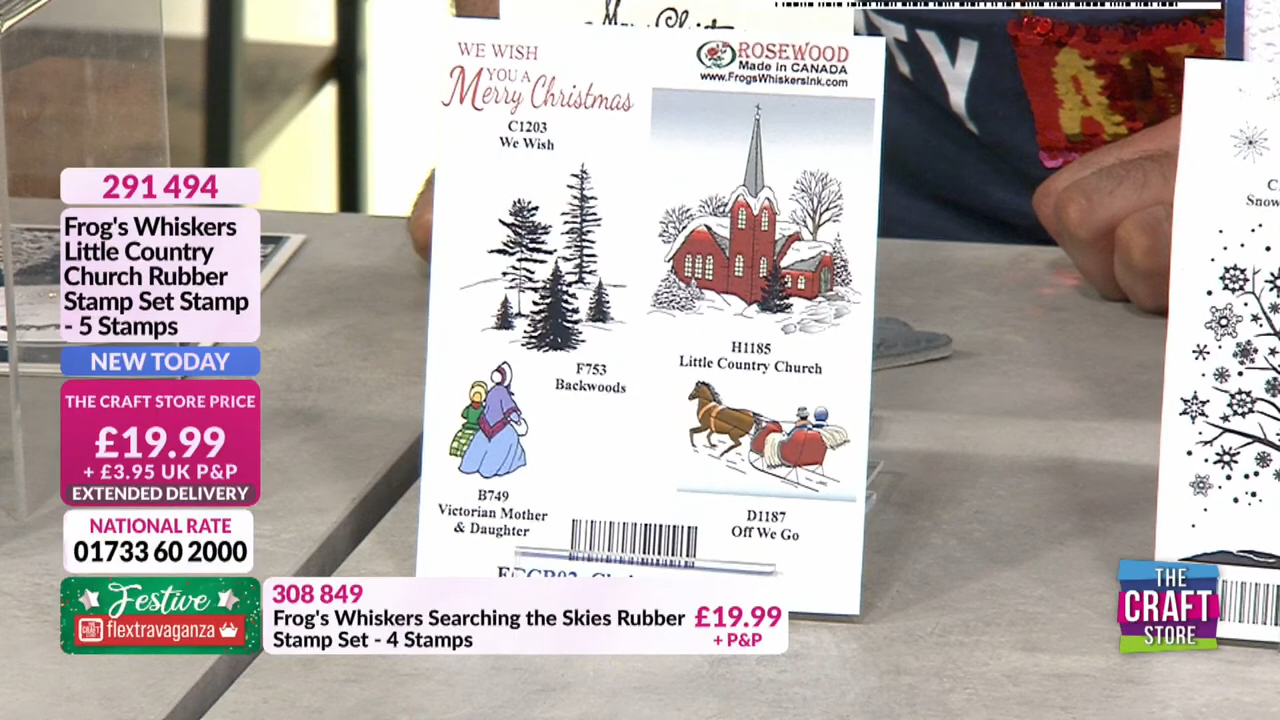 291 494
Frog's Whiskers
Little Country
Church Rubber
Stamp Set Stamp
- 5 Stamps
NEW TODAY
THE CRAFT STORE PRICE
£19.99
+ £3.95 UK P&P
EXTENDED DELIVERY
NATIONAL RATE
01733 60 2000
Festive
THE CRAFT STORE
flextravaganza
308 849
Frog's Whiskers Searching the Skies Rubber
Stamp Set - 4 Stamps
£19.99
+ P&P
WE WISH
YOU A
Merry Christmas
C1203
We Wish
ROSEWOOD
Made in CANADA
www.FrogsWhiskersInk.com
F753
Backwoods
H1185
Little Country Church
B749
Victorian Mother
& Daughter
D1187
Off We Go
TY
THE
CRAFT
STORE